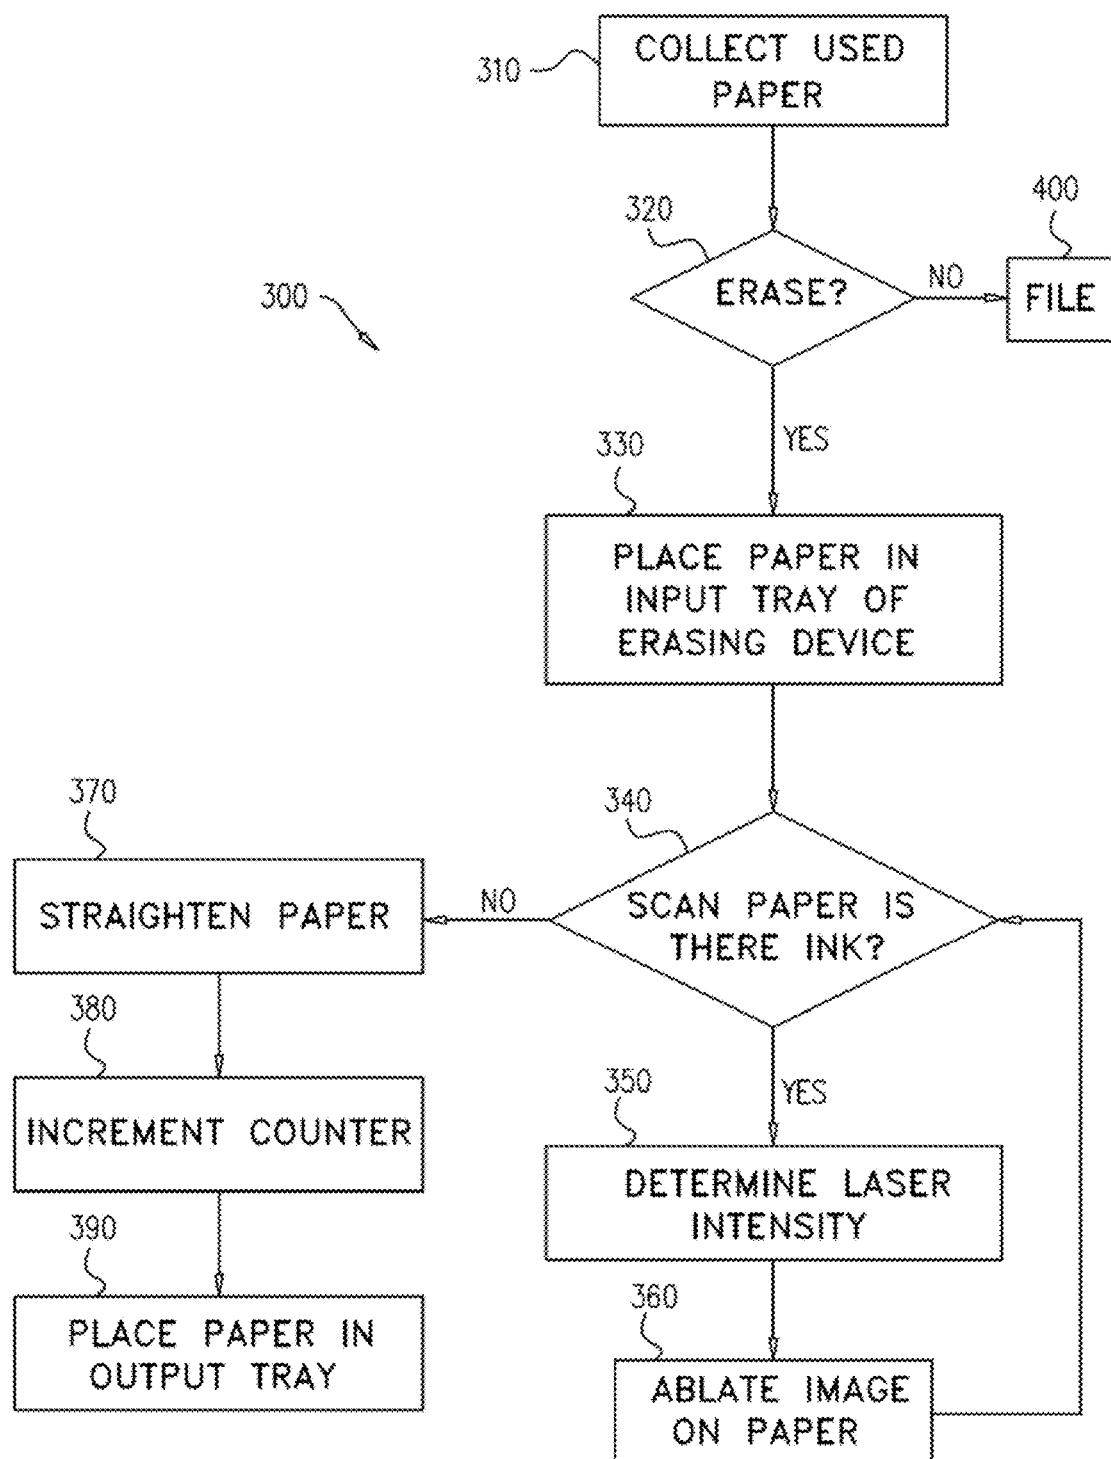 COLLECT USED
PAPER
310
320
ERASE?
NO
400
FILE
300
YES
330
PLACE PAPER IN
INPUT TRAY OF
ERASING DEVICE
340
SCAN PAPER IS
THERE INK?
NO
370
STRAIGHTEN PAPER
380
INCREMENT COUNTER
390
PLACE PAPER IN
OUTPUT TRAY
YES
350
DETERMINE LASER
INTENSITY
360
ABLATE IMAGE
ON PAPER